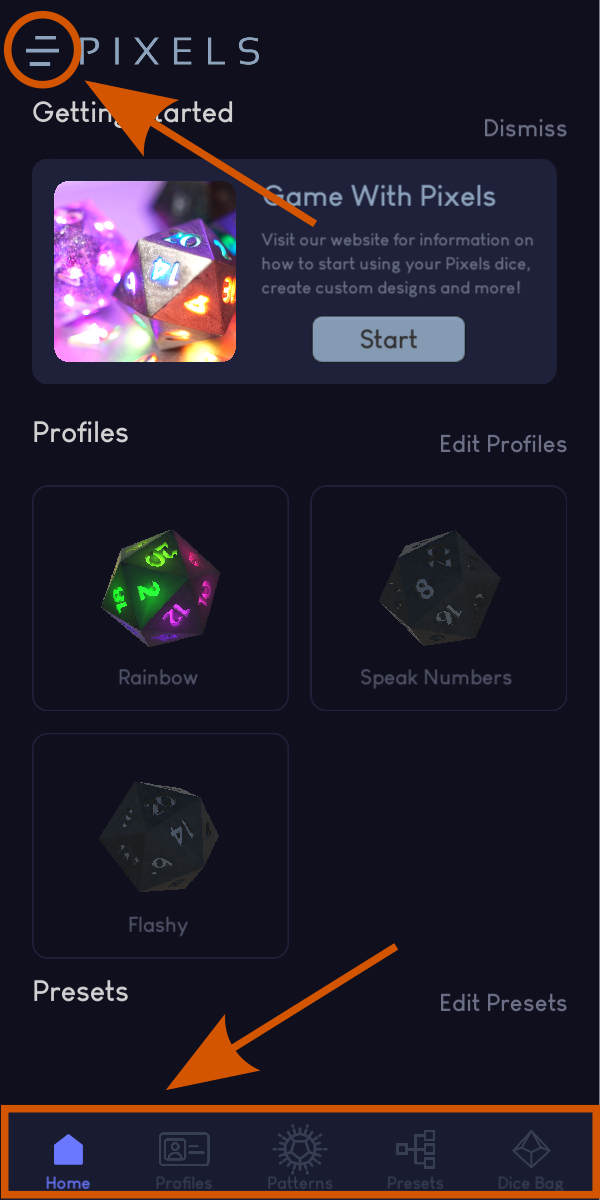 PIXELS
Getting Started
Dismiss
Game With Pixels
Visit our website for information on
how to start using your Pixels dice,
create custom designs and more!
Start
Profiles
Edit Profiles
Rainbow
Speak Numbers
Flashy
Presets
Edit Presets
Home
Profiles
Patterns
Presets
Dice Bag